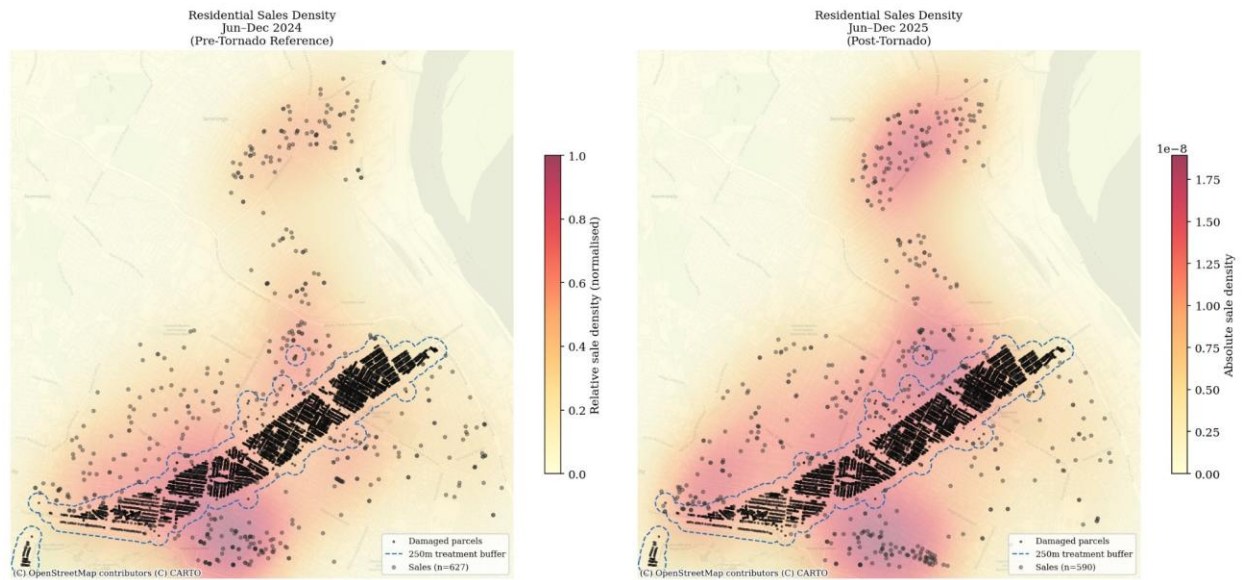 Residential Sales Density
Jun–Dec 2024
(Pre-Tornado Reference)
1.0
0.8
0.6
0.4
0.2
0.0
Relative sale density (normalised)
Damaged parcels
250m treatment buffer
Sales (n=627)
(C) OpenStreetMap contributors (C) CARTO
Residential Sales Density
Jun–Dec 2025
(Post-Tornado)
1e−8
1.75
1.50
1.25
1.00
0.75
0.50
0.25
0.00
Absolute sale density
Damaged parcels
250m treatment buffer
Sales (n=590)
(C) OpenStreetMap contributors (C) CARTO